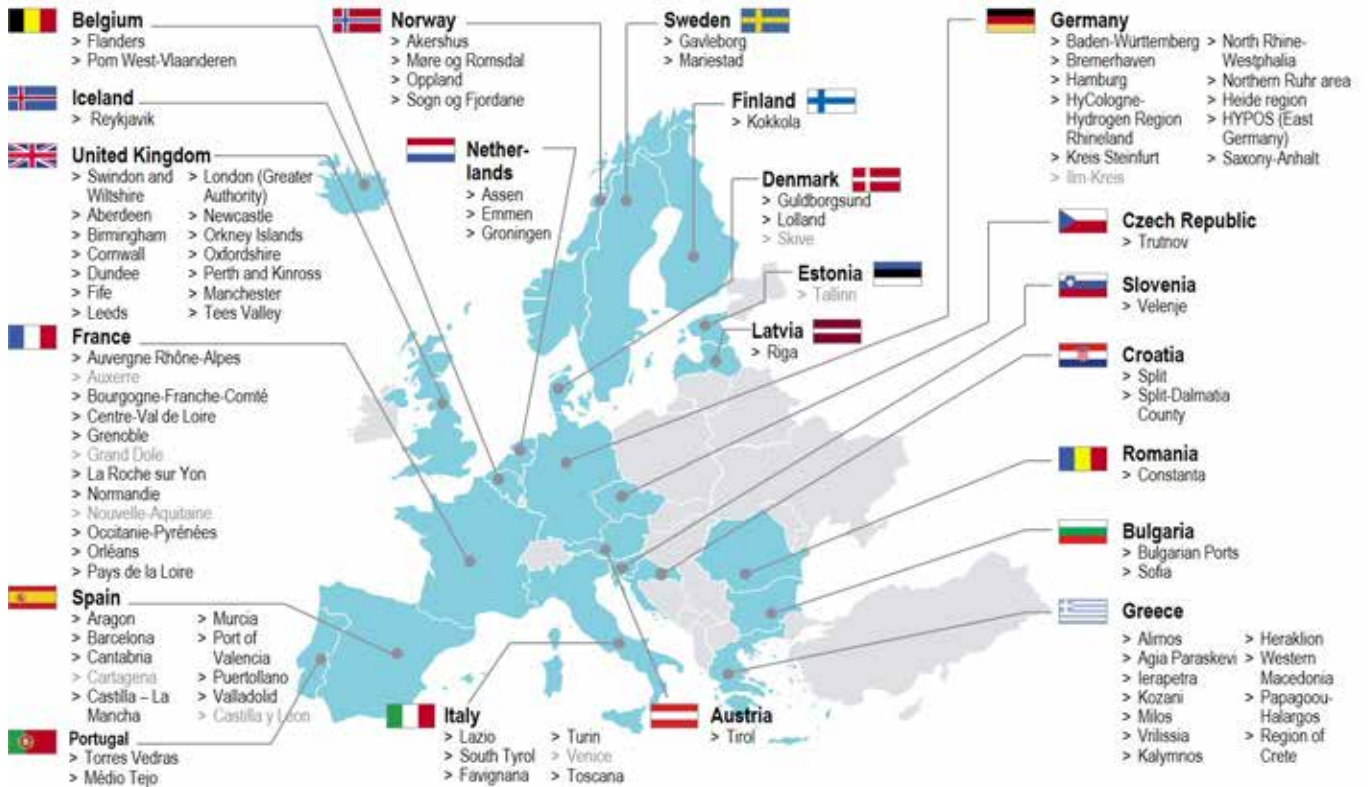 Belgium
> Flanders
> Pom West-Vlaanderen
Iceland
> Reykjavik
United Kingdom
> Swindon and
Wiltshire
> Aberdeen
> Birmingham
> Cornwall
> Dundee
> Fife
> Leeds
> London (Greater
Authority)
> Newcastle
> Orkney Islands
> Oxfordshire
> Perth and Kinross
> Manchester
> Tees Valley
France
> Auvergne Rhône-Alpes
> Auxerre
> Bourgogne-Franche-Comté
> Centre-Val de Loire
> Grenoble
> Grand Dole
> La Roche sur Yon
> Normandie
> Nouvelle-Aquitaine
> Occitanie-Pyrénées
> Orléans
> Pays de la Loire
Spain
> Aragon
> Barcelona
> Cantabria
> Cartagena
> Castilla – La
Mancha
> Murcia
> Port of
Valencia
> Puertollano
> Valladolid
> Castilla y Léon
Portugal
> Torres Vedras
> Médio Tejo
Norway
> Akershus
> Møre og Romsdal
> Oppland
> Sogn og Fjordane
Nether-
lands
> Assen
> Emmen
> Groningen
Sweden
> Gavleborg
> Mariestad
Finland
> Kokkola
Denmark
> Guldborgsund
> Lolland
> Skive
Estonia
> Tallinn
Latvia
> Riga
Italy
> Lazio
> South Tyrol
> Favignana
> Turin
> Venice
> Toscana
Austria
> Tirol
Germany
> Baden-Württemberg
> Bremerhaven
> Hamburg
> HyCologne-
Hydrogen Region
Rhineland
> Kreis Steinfurt
> Ilm-Kreis
> North Rhine-
Westphalia
> Northern Ruhr area
> Heide region
> HYPOS (East
Germany)
> Saxony-Anhalt
Czech Republic
> Trutnov
Slovenia
> Velenje
Croatia
> Split
> Split-Dalmatia
County
Romania
> Constanta
Bulgaria
> Bulgarian Ports
> Sofia
Greece
> Alimos
> Agia Paraskevi
> Ierapetra
> Kozani
> Milos
> Vrilissia
> Kalymnos
> Heraklion
> Western
Macedonia
> Papagoou-
Halargos
> Region of
Crete